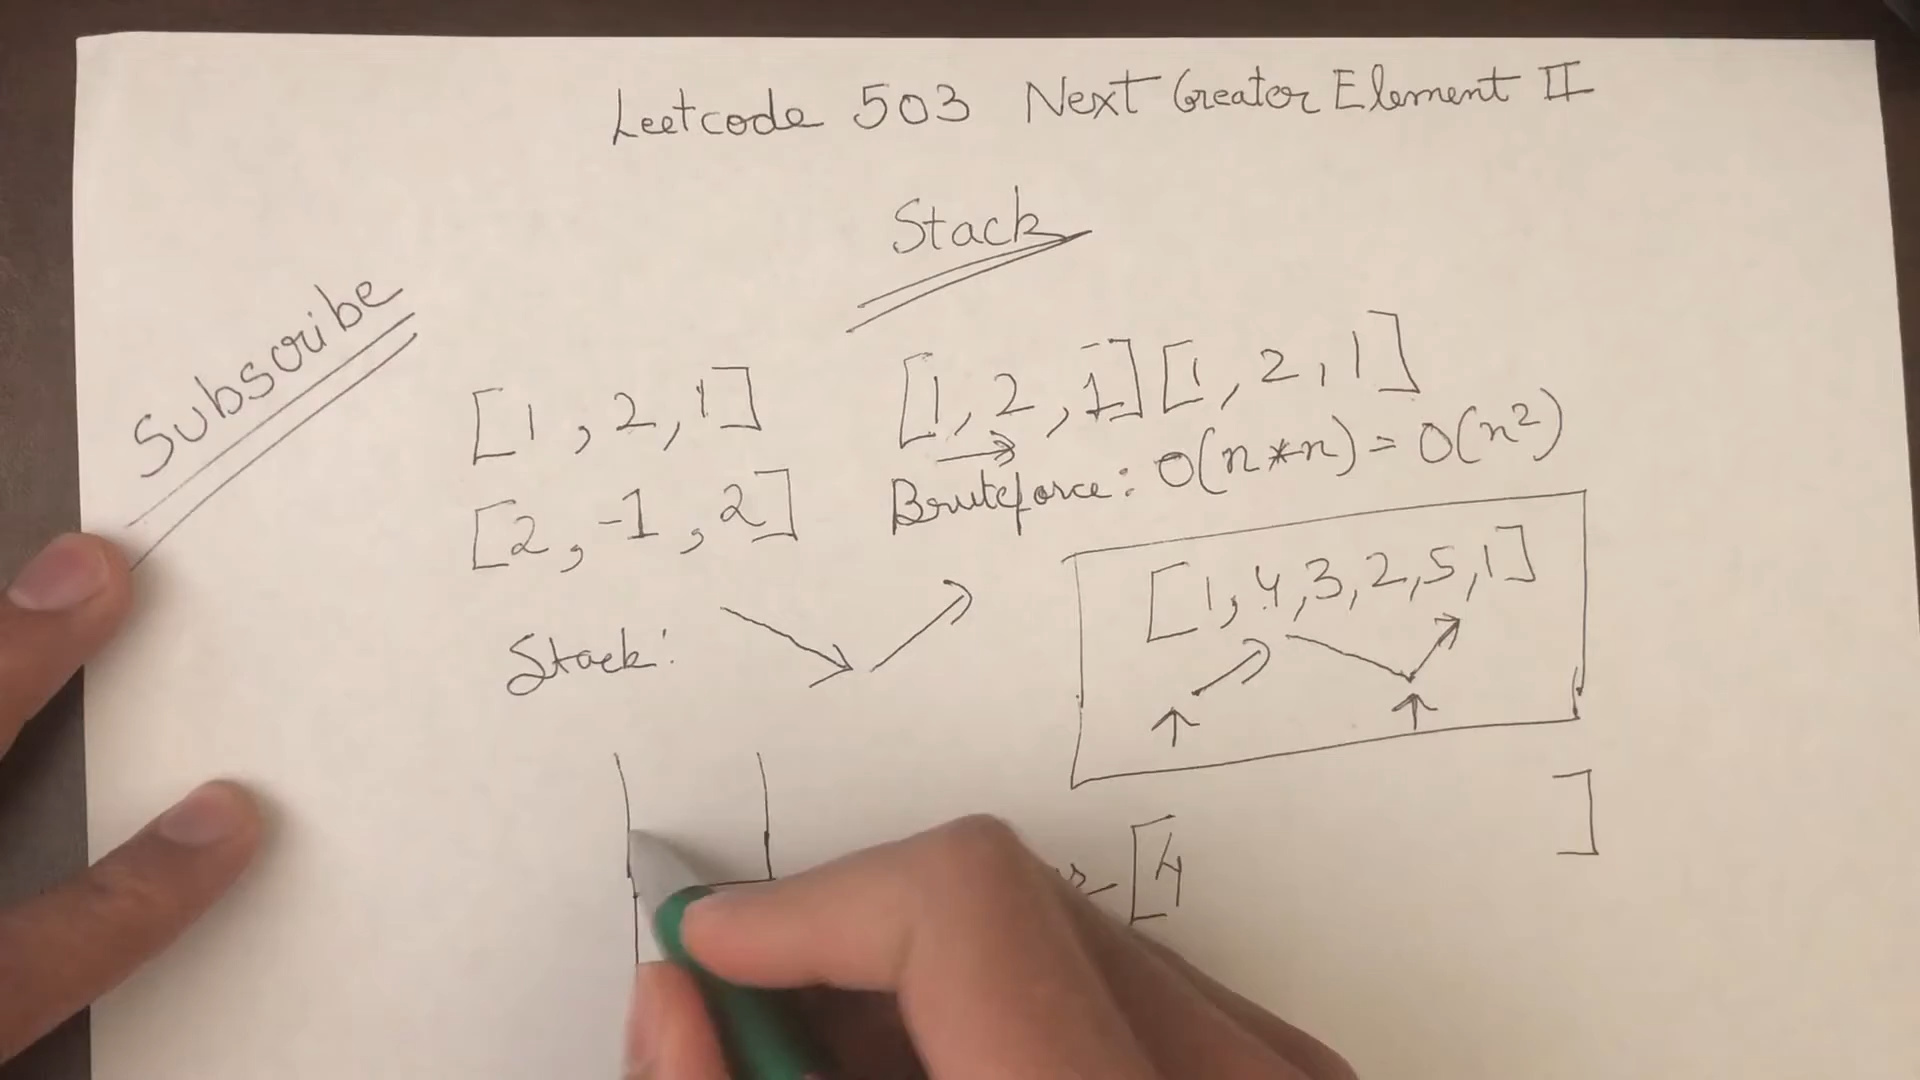 Leetcode 503 Next Greator Element II
Stack
Subscribe
[1, 2, 1] [1, 2, 1][1, 2, 1]
Bruteforce: O(n*n) = O(n²)
[2, -1, 2]
[1, 4, 3, 2, 5, 1]
Stack:
[4 ]